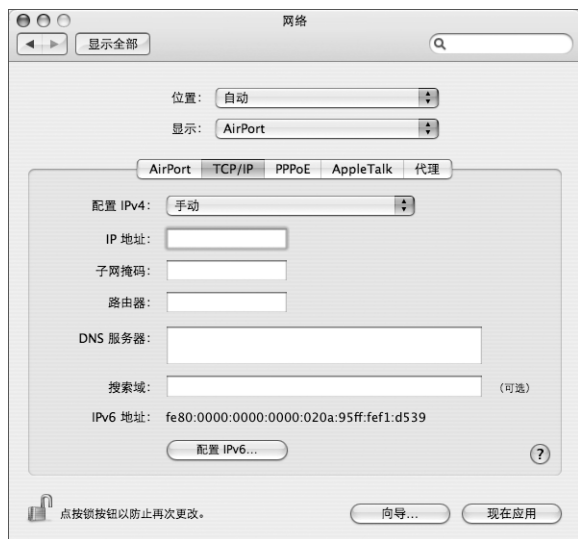 网络
显示全部
位置： 自动
显示： AirPort
AirPort TCP/IP PPPoE AppleTalk 代理
配置 IPv4： 手动
IP 地址：
子网掩码：
路由器：
DNS 服务器：
搜索域： （可选）
IPv6 地址： fe80:0000:0000:0000:020a:95ff:fef1:d539
配置 IPv6...
?
点按锁按钮以防止再次更改。 向导... 现在应用